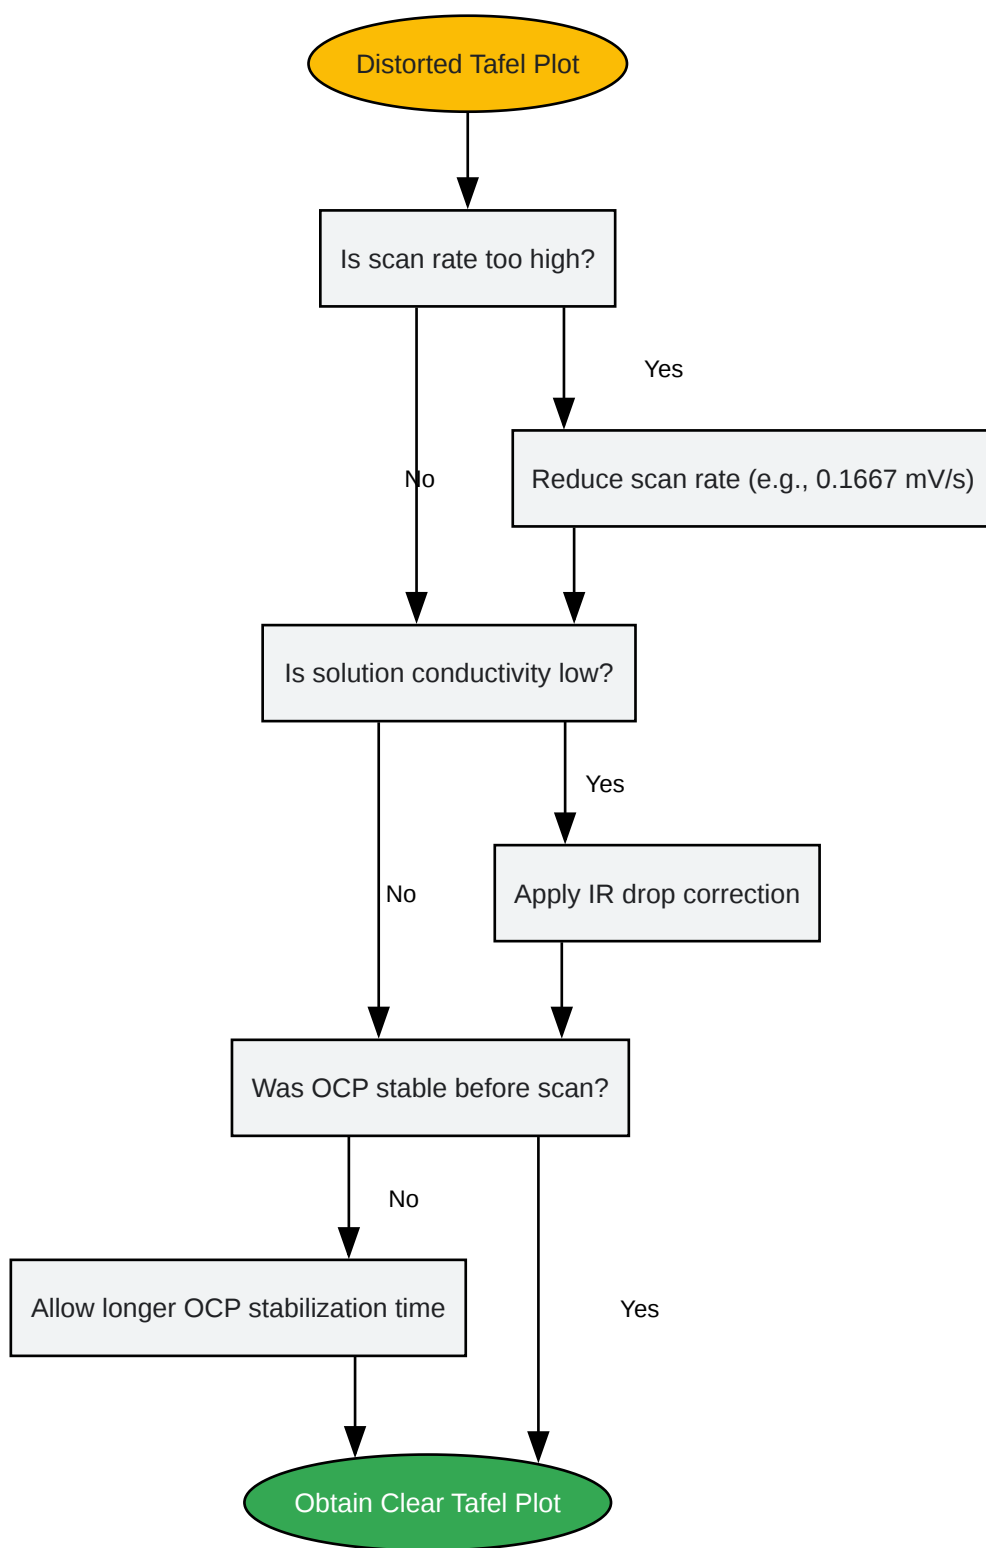 Distorted Tafel Plot
Is scan rate too high?
Yes
No
Reduce scan rate (e.g., 0.1667 mV/s)
Is solution conductivity low?
Yes
No
Apply IR drop correction
Was OCP stable before scan?
No
Allow longer OCP stabilization time
Yes
Obtain Clear Tafel Plot